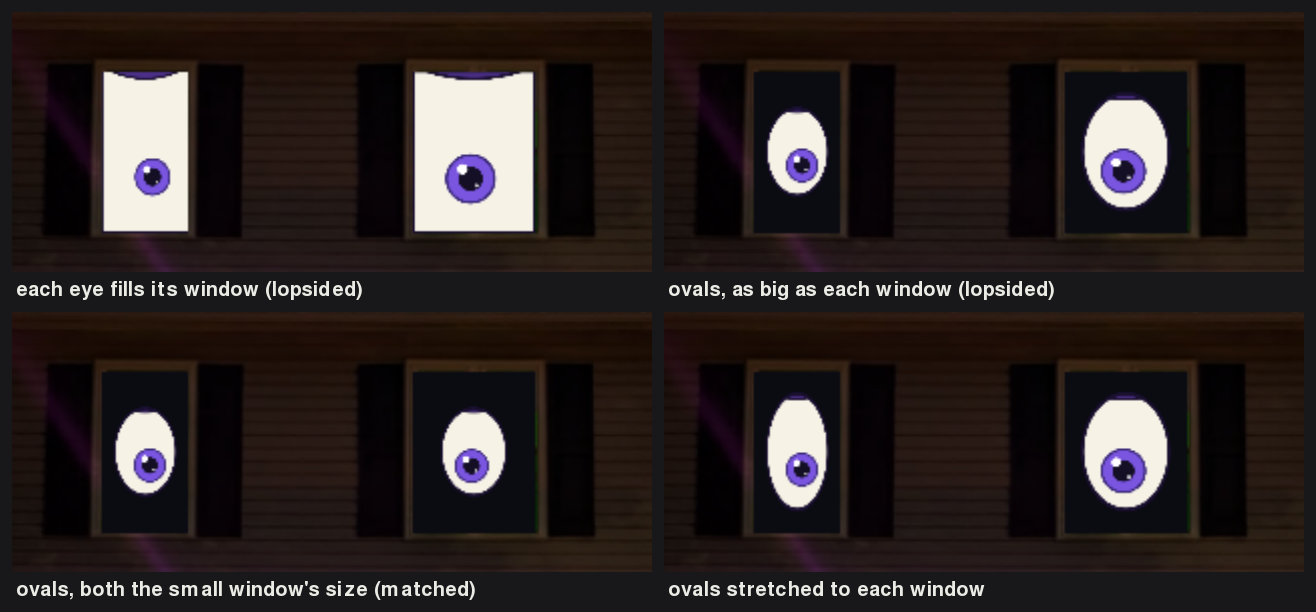 each eye fills its window (lopsided)
ovals, as big as each window (lopsided)
ovals, both the small window's size (matched)
ovals stretched to each window